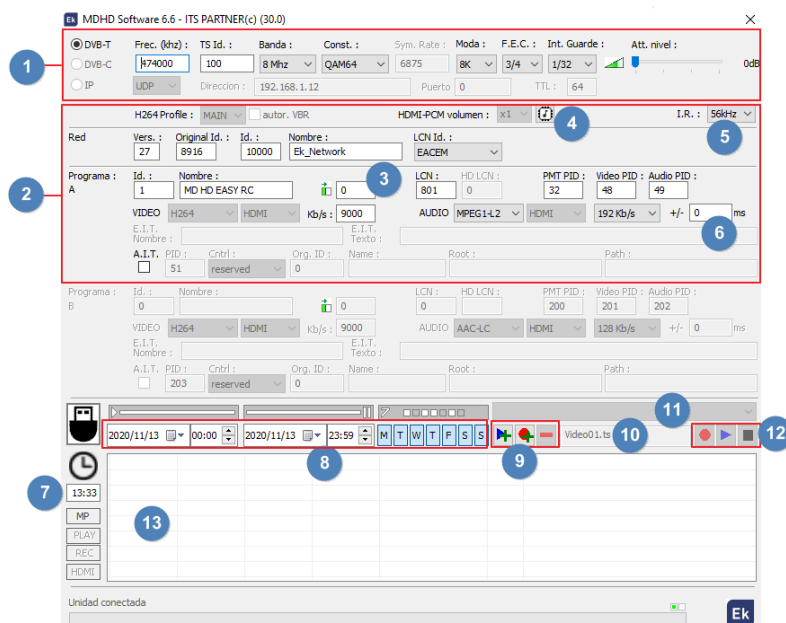 Ek MDHD Software 6.6 - ITS PARTNER(c) (30.0)
DVB-T Frec. (khz) : TS Id. : Banda : Const. : Sym. Rate : Moda : F.E.C. : Int. Guarde : Att. nivel :
DVB-C 474000 100 8 Mhz QAM64 6875 8K 3/4 1/32 0dB
1
IP UDP Direccion : 192.168.1.12 Puerto 0 TTL : 64
H264 Profile : MAIN autor. VBR HDMI-PCM volumen : x1 I.R. : 56kHz
4
5
Red Vers. : Original Id. : Id. : Nombre : LCN Id. :
27 8916 10000 Ek_Network EACEM
3
2
Programa : Id. : Nombre : LCN : HD LCN : PMT PID : Video PID : Audio PID :
A 1 MD HD EASY RC 0 801 0 32 48 49
VIDEO H264 HDMI Kb/s : 9000 AUDIO MPEG1-L2 HDMI 192 Kb/s +/- 0 ms
6
E.I.T. Nombre : E.I.T. Texto :
A.I.T. PID : Cntrl : Org. ID : Name : Root : Path :
51 reserved 0
Programa : Id. : Nombre : LCN : HD LCN : PMT PID : Video PID : Audio PID :
B 0 0 0 200 201 202
VIDEO H264 HDMI Kb/s : 9000 AUDIO AAC-LC HDMI 128 Kb/s +/- 0 ms
E.I.T. Nombre : E.I.T. Texto :
A.I.T. PID : Cntrl : Org. ID : Name : Root : Path :
203 reserved 0
11
2020/11/13 00:00 2020/11/13 23:59 M T W T F S S Video01.ts
10
12
8
9
7
13:33
13
MP
PLAY
REC
HDMI
Unidad conectada
Ek